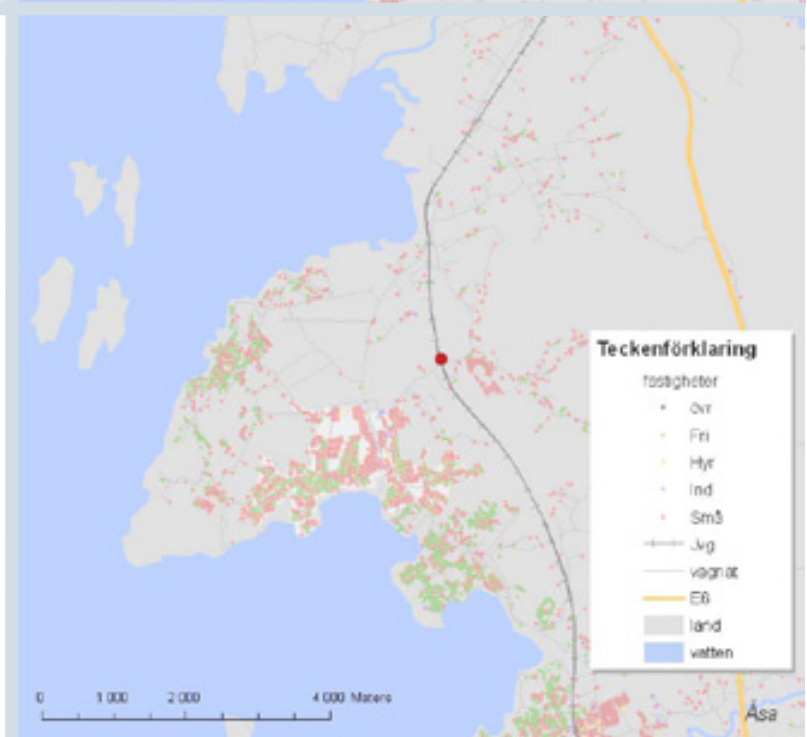 Teckenförklaring
fastigheter
övr
Fri
Hyr
Ind
Små
Jvg
vagnat
E6
land
vatten
0 1 000 2 000 4 000 Meters
Åsa